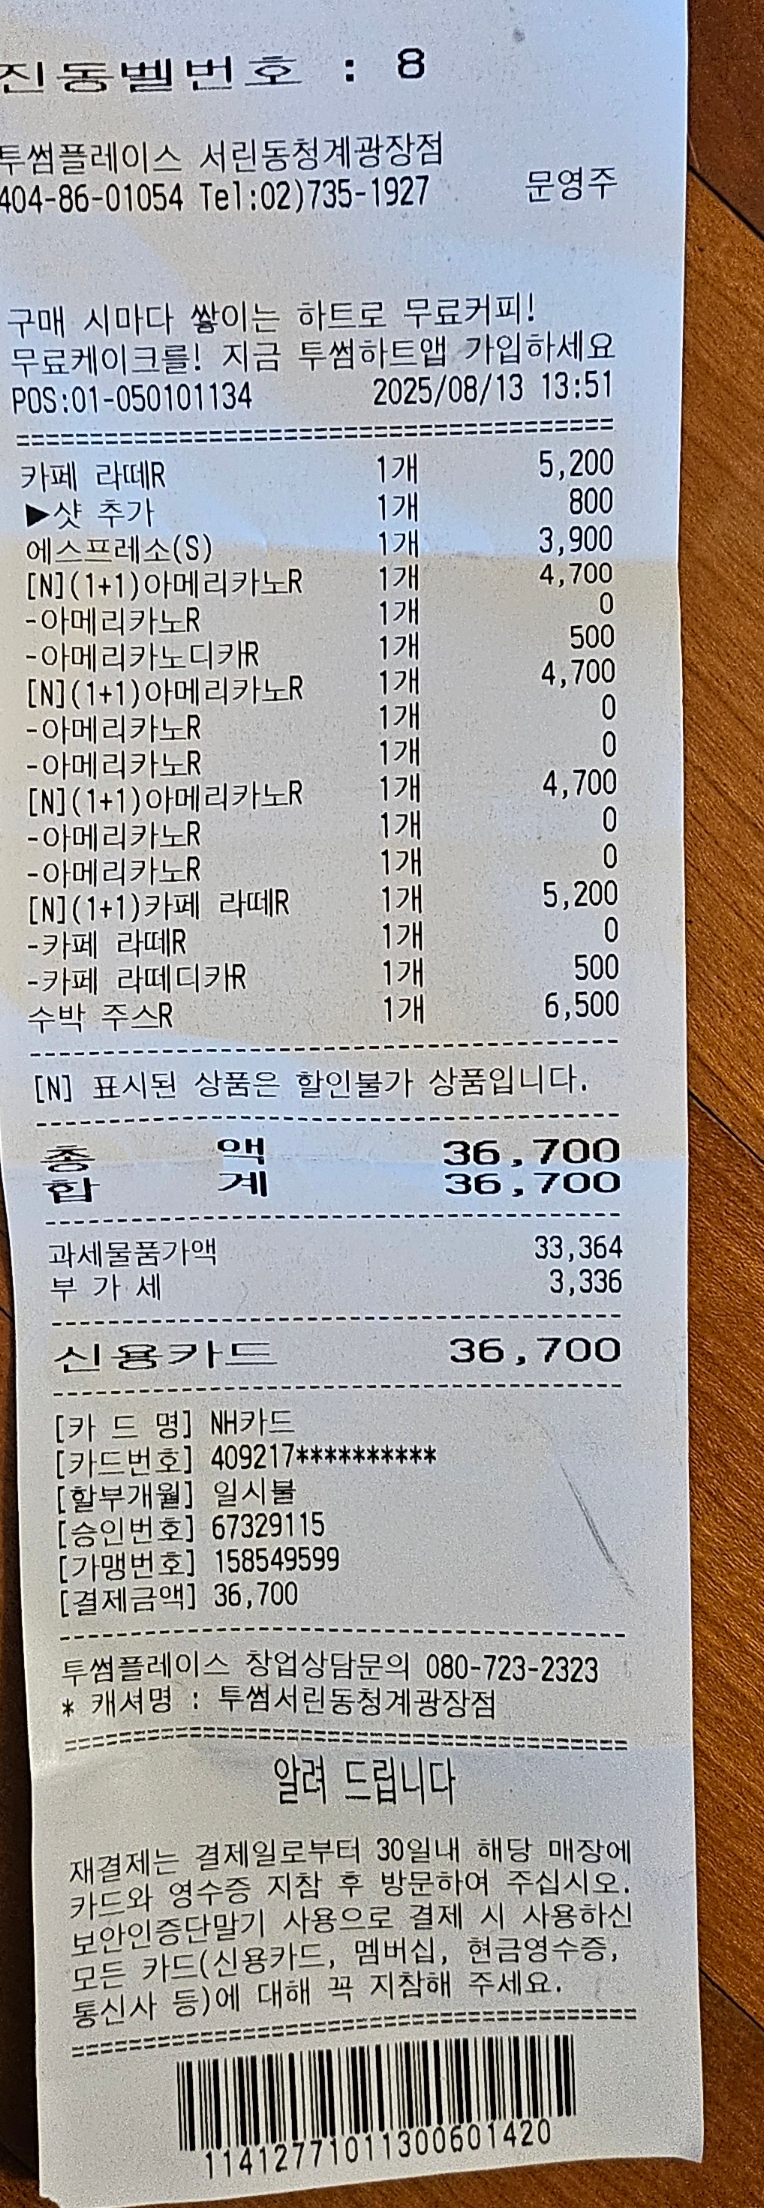 진동벨번호 : 8
투썸플레이스 서린동청계광장점
404-86-01054 Tel:02)735-1927 문영주
구매 시마다 쌓이는 하트로 무료커피!
무료케이크를! 지금 투썸하트앱 가입하세요
POS:01-050101134 2025/08/13 13:51
========================================
카페 라떼R 1개 5,200
▶샷 추가 1개 800
에스프레소(S) 1개 3,900
[N](1+1)아메리카노R 1개 4,700
-아메리카노R 1개 0
-아메리카노디카R 1개 500
[N](1+1)아메리카노R 1개 4,700
-아메리카노R 1개 0
-아메리카노R 1개 0
[N](1+1)아메리카노R 1개 4,700
-아메리카노R 1개 0
-아메리카노R 1개 0
[N](1+1)카페 라떼R 1개 5,200
-카페 라떼R 1개 0
-카페 라떼디카R 1개 500
수박 주스R 1개 6,500
----------------------------------------
[N] 표시된 상품은 할인불가 상품입니다.
----------------------------------------
총 액 36,700
합 계 36,700
----------------------------------------
과세물품가액 33,364
부 가 세 3,336
----------------------------------------
신용카드 36,700
----------------------------------------
[카 드 명] NH카드
[카드번호] 409217**********
[할부개월] 일시불
[승인번호] 67329115
[가맹번호] 158549599
[결제금액] 36,700
----------------------------------------
투썸플레이스 창업상담문의 080-723-2323
* 캐셔명 : 투썸서린동청계광장점
========================================
알려 드립니다
재결제는 결제일로부터 30일내 해당 매장에
카드와 영수증 지참 후 방문하여 주십시오.
보안인증단말기 사용으로 결제 시 사용하신
모든 카드(신용카드, 멤버십, 현금영수증,
통신사 등)에 대해 꼭 지참해 주세요.
========================================
11412771011300601420